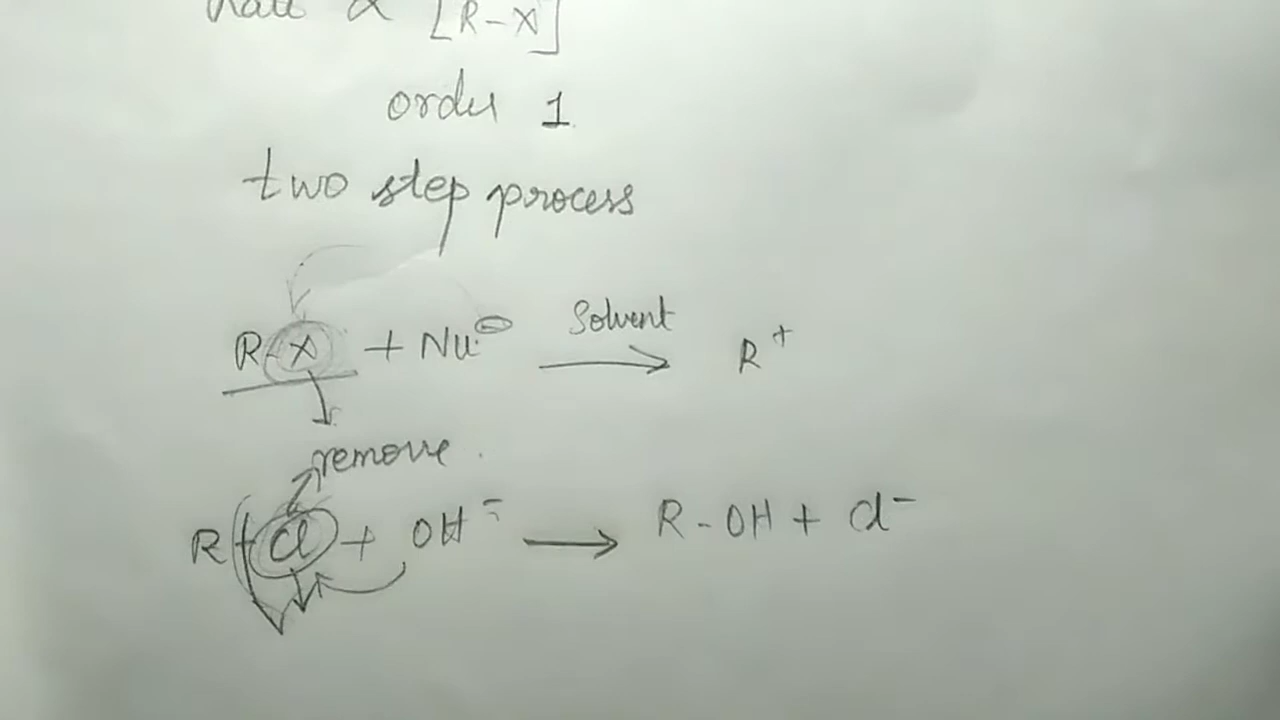 Rate α [R-X]
order 1
two step process
R-X + Nu:⊖ Solvent → R+
remove.
R-Cl + OH- → R-OH + Cl-